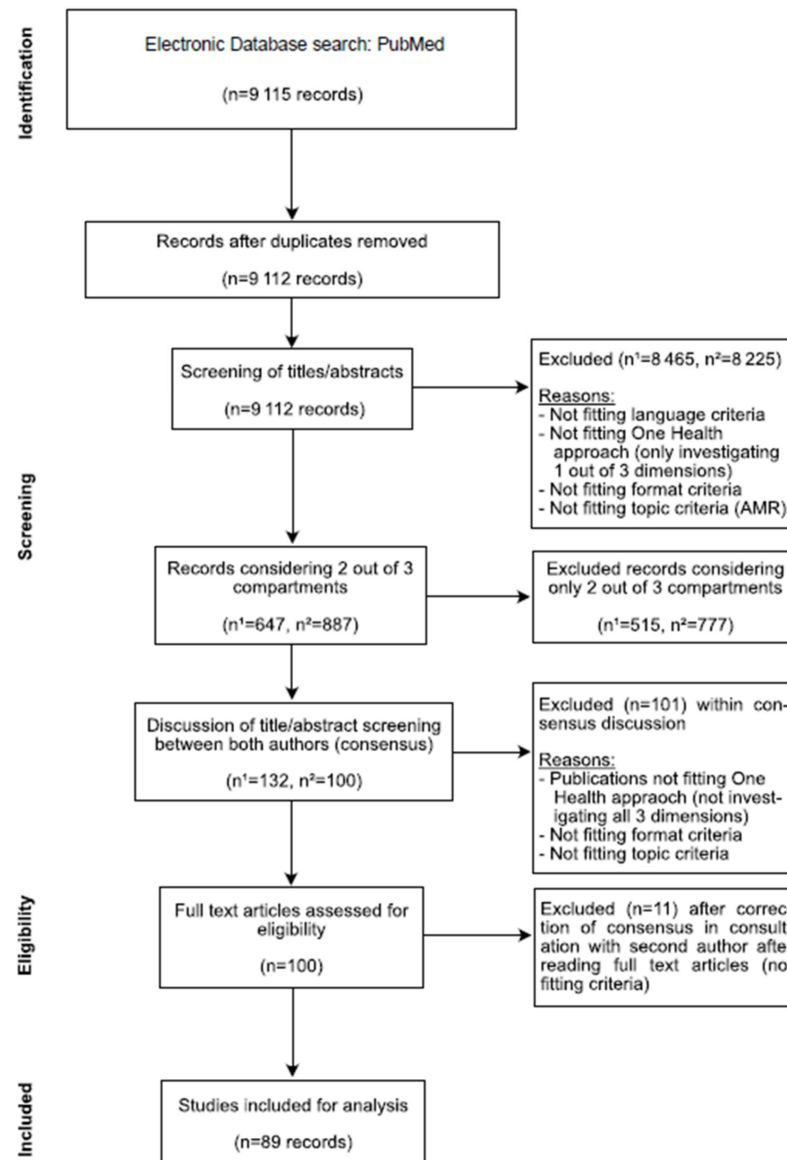 Identification
Electronic Database search: PubMed
(n=9 115 records)
Records after duplicates removed
(n=9 112 records)
Screening
Screening of titles/abstracts
(n=9 112 records)
Excluded (n¹=8 465, n²=8 225)
Reasons:
- Not fitting language criteria
- Not fitting One Health
approach (only investigating
1 out of 3 dimensions)
- Not fitting format criteria
- Not fitting topic criteria (AMR)
Records considering 2 out of 3
compartments
(n¹=647, n²=887)
Excluded records considering
only 2 out of 3 compartments
(n¹=515, n²=777)
Discussion of title/abstract screening
between both authors (consensus)
(n¹=132, n²=100)
Excluded (n=101) within con-
sensus discussion
Reasons:
- Publications not fitting One
Health appraoch (not invest-
igating all 3 dimensions)
- Not fitting format criteria
- Not fitting topic criteria
Eligibility
Full text articles assessed for
eligibility
(n=100)
Excluded (n=11) after correc
tion of consensus in consult
ation with second author afte
reading full text articles (no
fitting criteria)
Included
Studies included for analysis
(n=89 records)